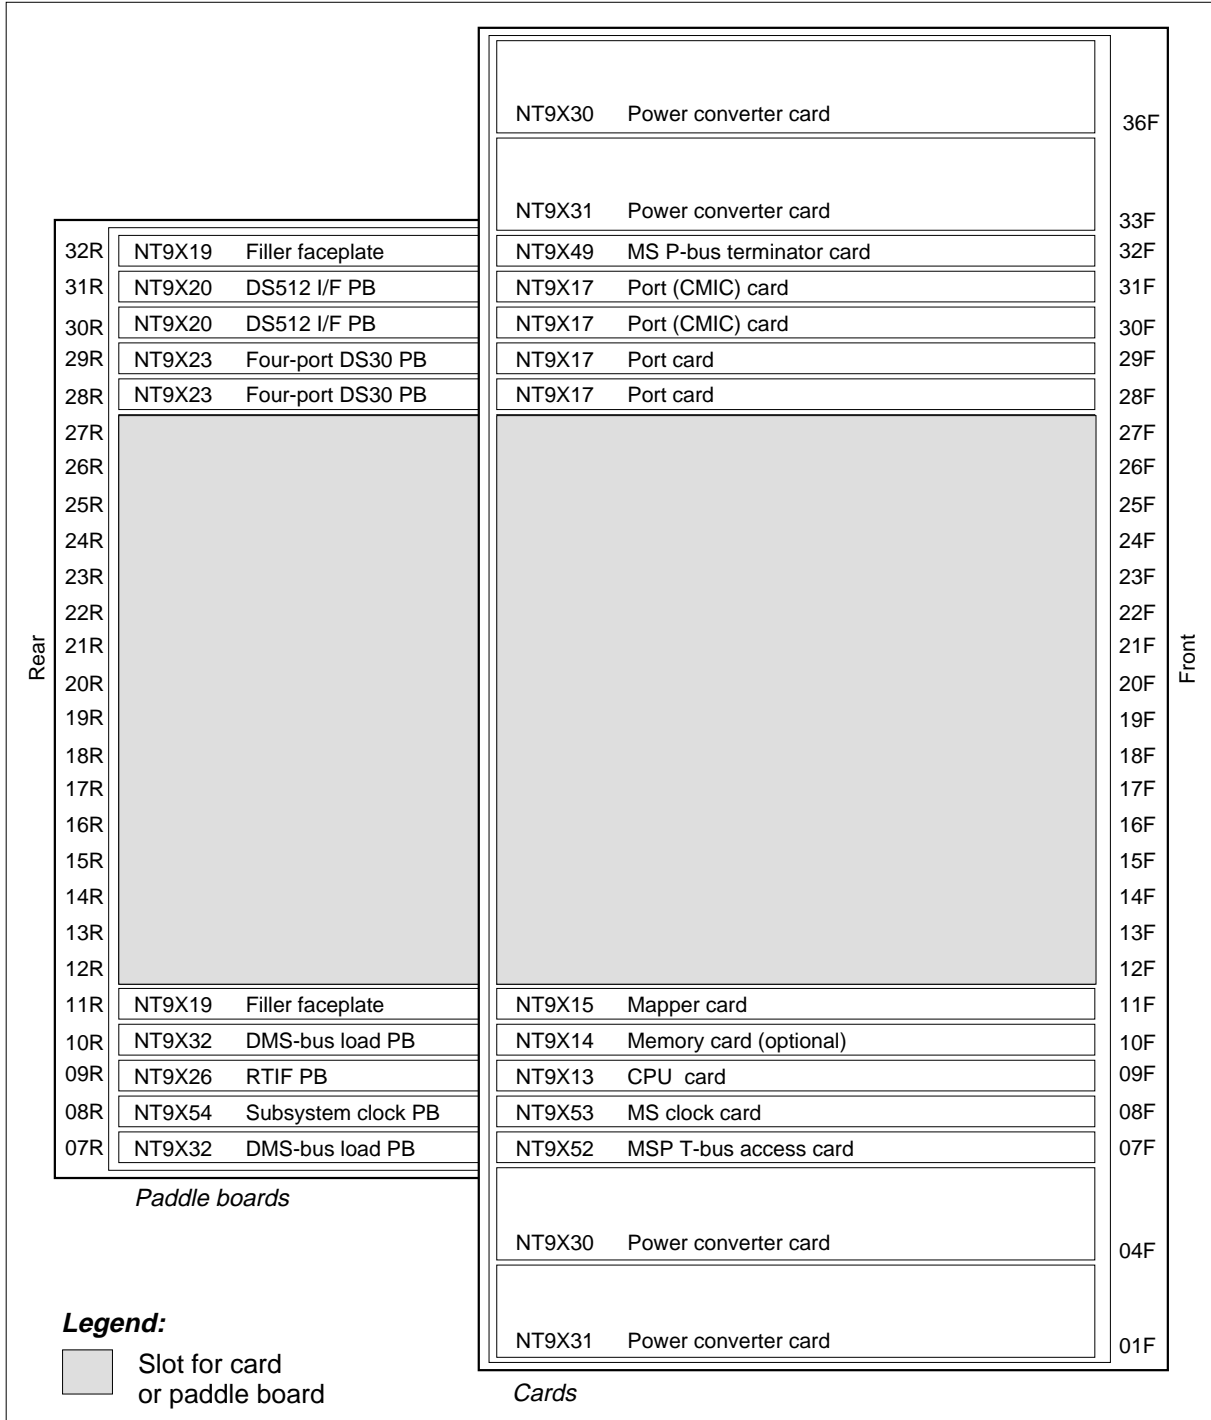 NT9X30 Power converter card 36F
NT9X31 Power converter card 33F
32R NT9X19 Filler faceplate NT9X49 MS P-bus terminator card 32F
31R NT9X20 DS512 I/F PB NT9X17 Port (CMIC) card 31F
30R NT9X20 DS512 I/F PB NT9X17 Port (CMIC) card 30F
29R NT9X23 Four-port DS30 PB NT9X17 Port card 29F
28R NT9X23 Four-port DS30 PB NT9X17 Port card 28F
27R 27F
26R 26F
25R 25F
24R 24F
23R 23F
22R 22F
Rear 21R 21F Front
20R 20F
19R 19F
18R 18F
17R 17F
16R 16F
15R 15F
14R 14F
13R 13F
12R 12F
11R NT9X19 Filler faceplate NT9X15 Mapper card 11F
10R NT9X32 DMS-bus load PB NT9X14 Memory card (optional) 10F
09R NT9X26 RTIF PB NT9X13 CPU card 09F
08R NT9X54 Subsystem clock PB NT9X53 MS clock card 08F
07R NT9X32 DMS-bus load PB NT9X52 MSP T-bus access card 07F
Paddle boards
NT9X30 Power converter card 04F
NT9X31 Power converter card 01F
Legend:
Slot for card
or paddle board
Cards